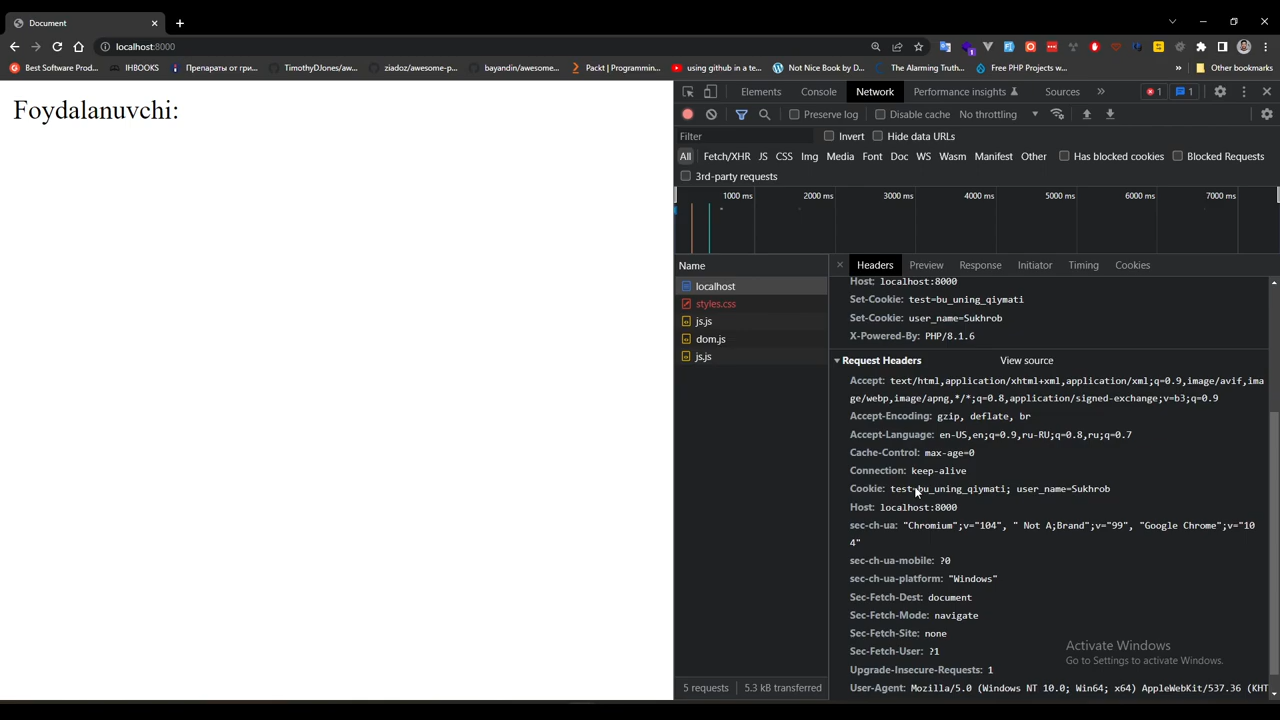 Document
localhost:8000
Best Software Prod...
IHBOOKS
Препараты от гри...
TimothyDJones/aw...
ziadoz/awesome-p...
bayandin/awesome...
Packt | Programmin...
using github in a te...
Not Nice Book by D...
The Alarming Truth...
Free PHP Projects w...
»
Other bookmarks
Foydalanuvchi:
Elements
Console
Network
Performance insights
Sources
»
1
1
Preserve log
Disable cache
No throttling
Filter
Invert
Hide data URLs
All
Fetch/XHR
JS
CSS
Img
Media
Font
Doc
WS
Wasm
Manifest
Other
Has blocked cookies
Blocked Requests
3rd-party requests
1000 ms
2000 ms
3000 ms
4000 ms
5000 ms
6000 ms
7000 ms
Name
localhost
styles.css
js.js
dom.js
js.js
5 requests
5.3 kB transferred
Headers
Preview
Response
Initiator
Timing
Cookies
Host: localhost:8000
Set-Cookie: test=bu_uning_qiymati
Set-Cookie: user_name=Sukhrob
X-Powered-By: PHP/8.1.6
Request Headers
View source
Accept: text/html,application/xhtml+xml,application/xml;q=0.9,image/avif,ima
ge/webp,image/apng,*/*;q=0.8,application/signed-exchange;v=b3;q=0.9
Accept-Encoding: gzip, deflate, br
Accept-Language: en-US,en;q=0.9,ru-RU;q=0.8,ru;q=0.7
Cache-Control: max-age=0
Connection: keep-alive
Cookie: test=bu_uning_qiymati; user_name=Sukhrob
Host: localhost:8000
sec-ch-ua: "Chromium";v="104", " Not A;Brand";v="99", "Google Chrome";v="10
4"
sec-ch-ua-mobile: ?0
sec-ch-ua-platform: "Windows"
Sec-Fetch-Dest: document
Sec-Fetch-Mode: navigate
Sec-Fetch-Site: none
Sec-Fetch-User: ?1
Upgrade-Insecure-Requests: 1
User-Agent: Mozilla/5.0 (Windows NT 10.0; Win64; x64) AppleWebKit/537.36 (KHT
Activate Windows
Go to Settings to activate Windows.